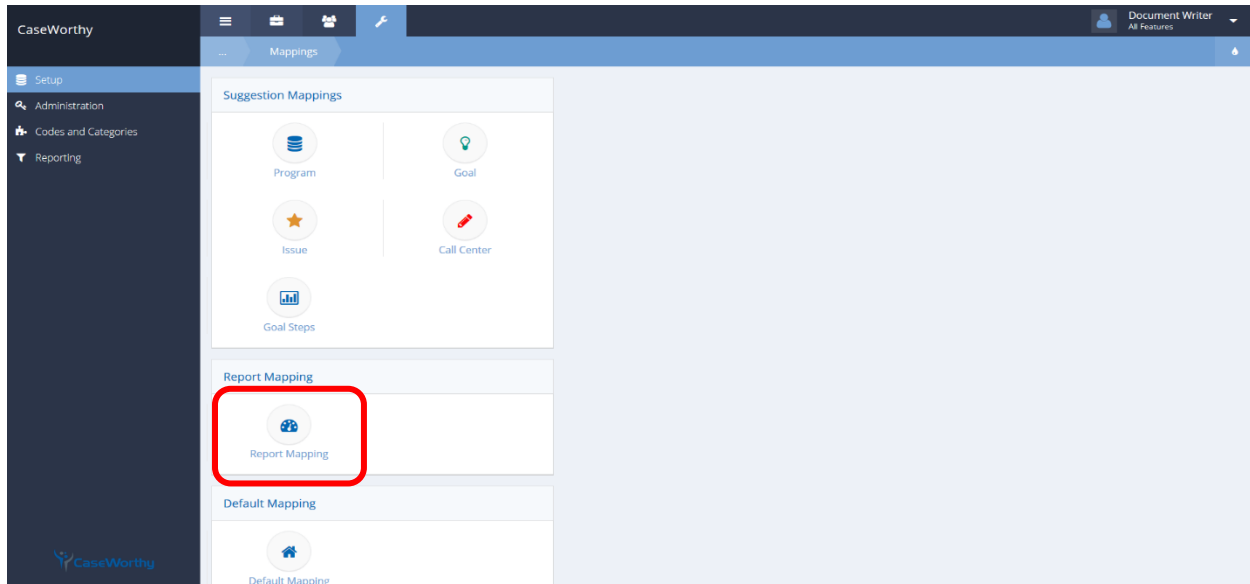 CaseWorthy
Document Writer
All Features
...
Mappings
Setup
Administration
Codes and Categories
Reporting
Suggestion Mappings
Program
Goal
Issue
Call Center
Goal Steps
Report Mapping
Report Mapping
Default Mapping
Default Mapping
CaseWorthy